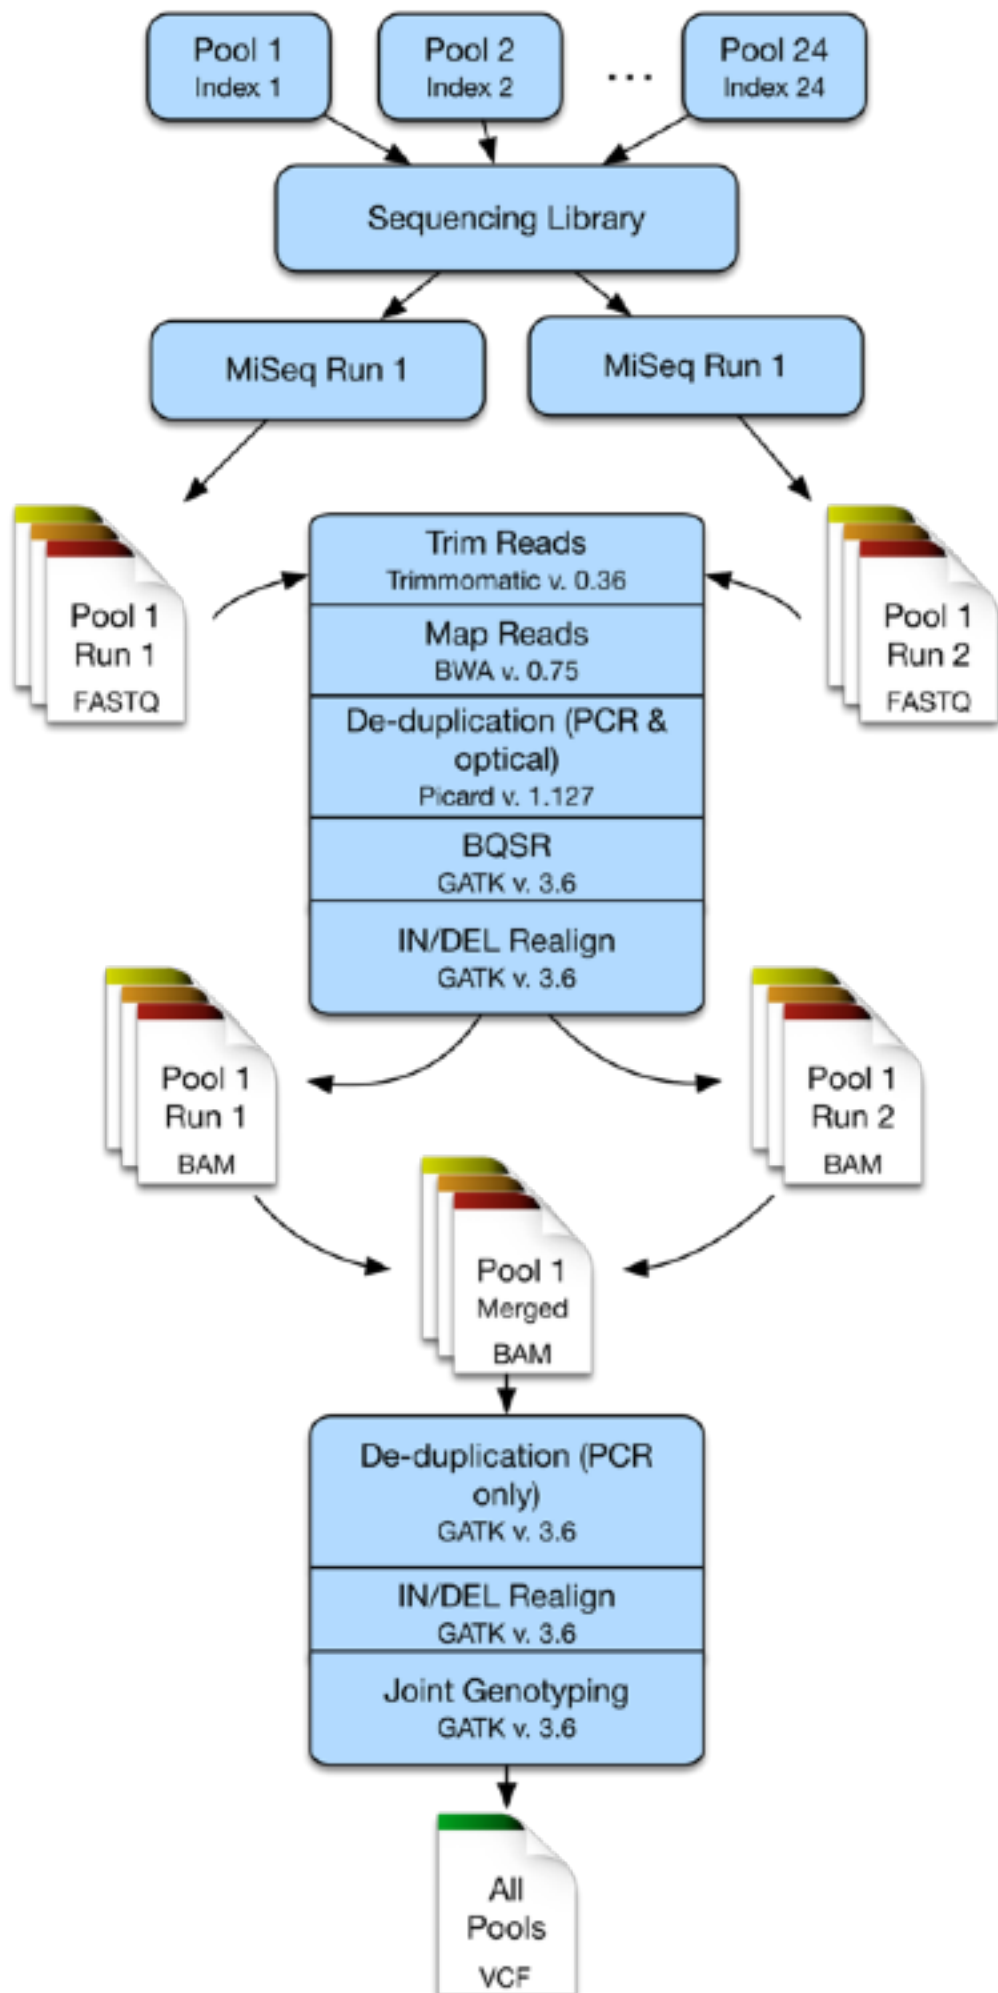 Pool 1
Index 1
Pool 2
Index 2
...
Pool 24
Index 24
Sequencing Library
MiSeq Run 1
MiSeq Run 1
Pool 1
Run 1
FASTQ
Trim Reads
Trimmomatic v. 0.36
Map Reads
BWA v. 0.75
De-duplication (PCR &
optical)
Picard v. 1.127
BQSR
GATK v. 3.6
IN/DEL Realign
GATK v. 3.6
Pool 1
Run 2
FASTQ
Pool 1
Run 1
BAM
Pool 1
Run 2
BAM
Pool 1
Merged
BAM
De-duplication (PCR
only)
GATK v. 3.6
IN/DEL Realign
GATK v. 3.6
Joint Genotyping
GATK v. 3.6
All
Pools
VCF